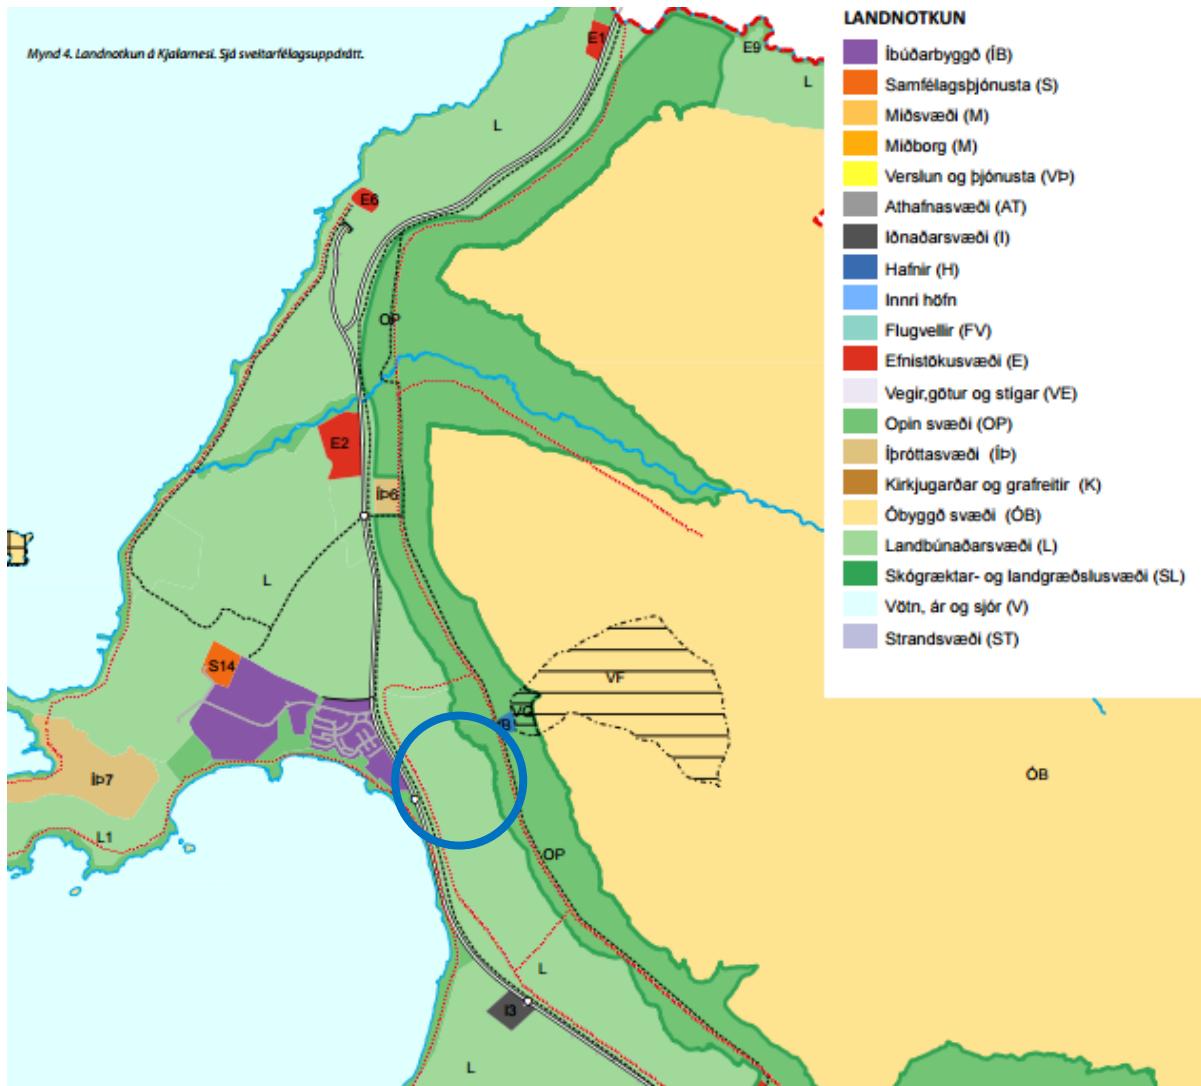 Mynd 4. Landnotkun á Kjalarnesi. Sjá sveitarfélagsuppdrátt.
LANDNOTKUN
Íbúðarbyggð (ÍB)
Samfélagsþjónusta (S)
Miðsvæði (M)
Miðborg (M)
Verslun og þjónusta (VÞ)
Athafnasvæði (AT)
Iðnaðarsvæði (I)
Hafnir (H)
Innri höfn
Flugvellir (FV)
Efnistökusvæði (E)
Vegir,götur og stígar (VE)
Opin svæði (OP)
Íþróttasvæði (ÍÞ)
Kirkjugarðar og grafreitir (K)
Óbyggð svæði (ÓB)
Landbúnaðarsvæði (L)
Skógræktar- og landgræðslusvæði (SL)
Vötn, ár og sjór (V)
Strandsvæði (ST)
E1
E9
L
L
E6
OP
E2
ÍÞ6
L
S14
VF
ÍÞ7
ÓB
L1
OP
L
I3
L